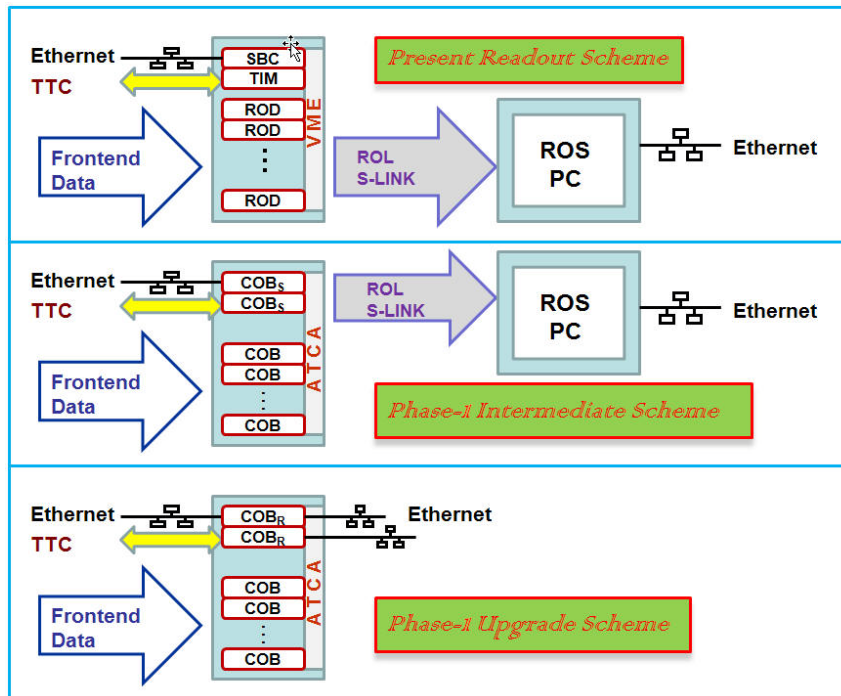 Ethernet
TTC
Frontend
Data
SBC
TIM
ROD
ROD
ROD
VME
Present Readout Scheme
ROL
S-LINK
ROS
PC
Ethernet
Ethernet
TTC
Frontend
Data
COBS
COBS
COB
COB
COB
ATCA
ROL
S-LINK
ROS
PC
Ethernet
Phase-1 Intermediate Scheme
Ethernet
TTC
Frontend
Data
COBR
COBR
COB
COB
COB
ATCA
Ethernet
Phase-1 Upgrade Scheme